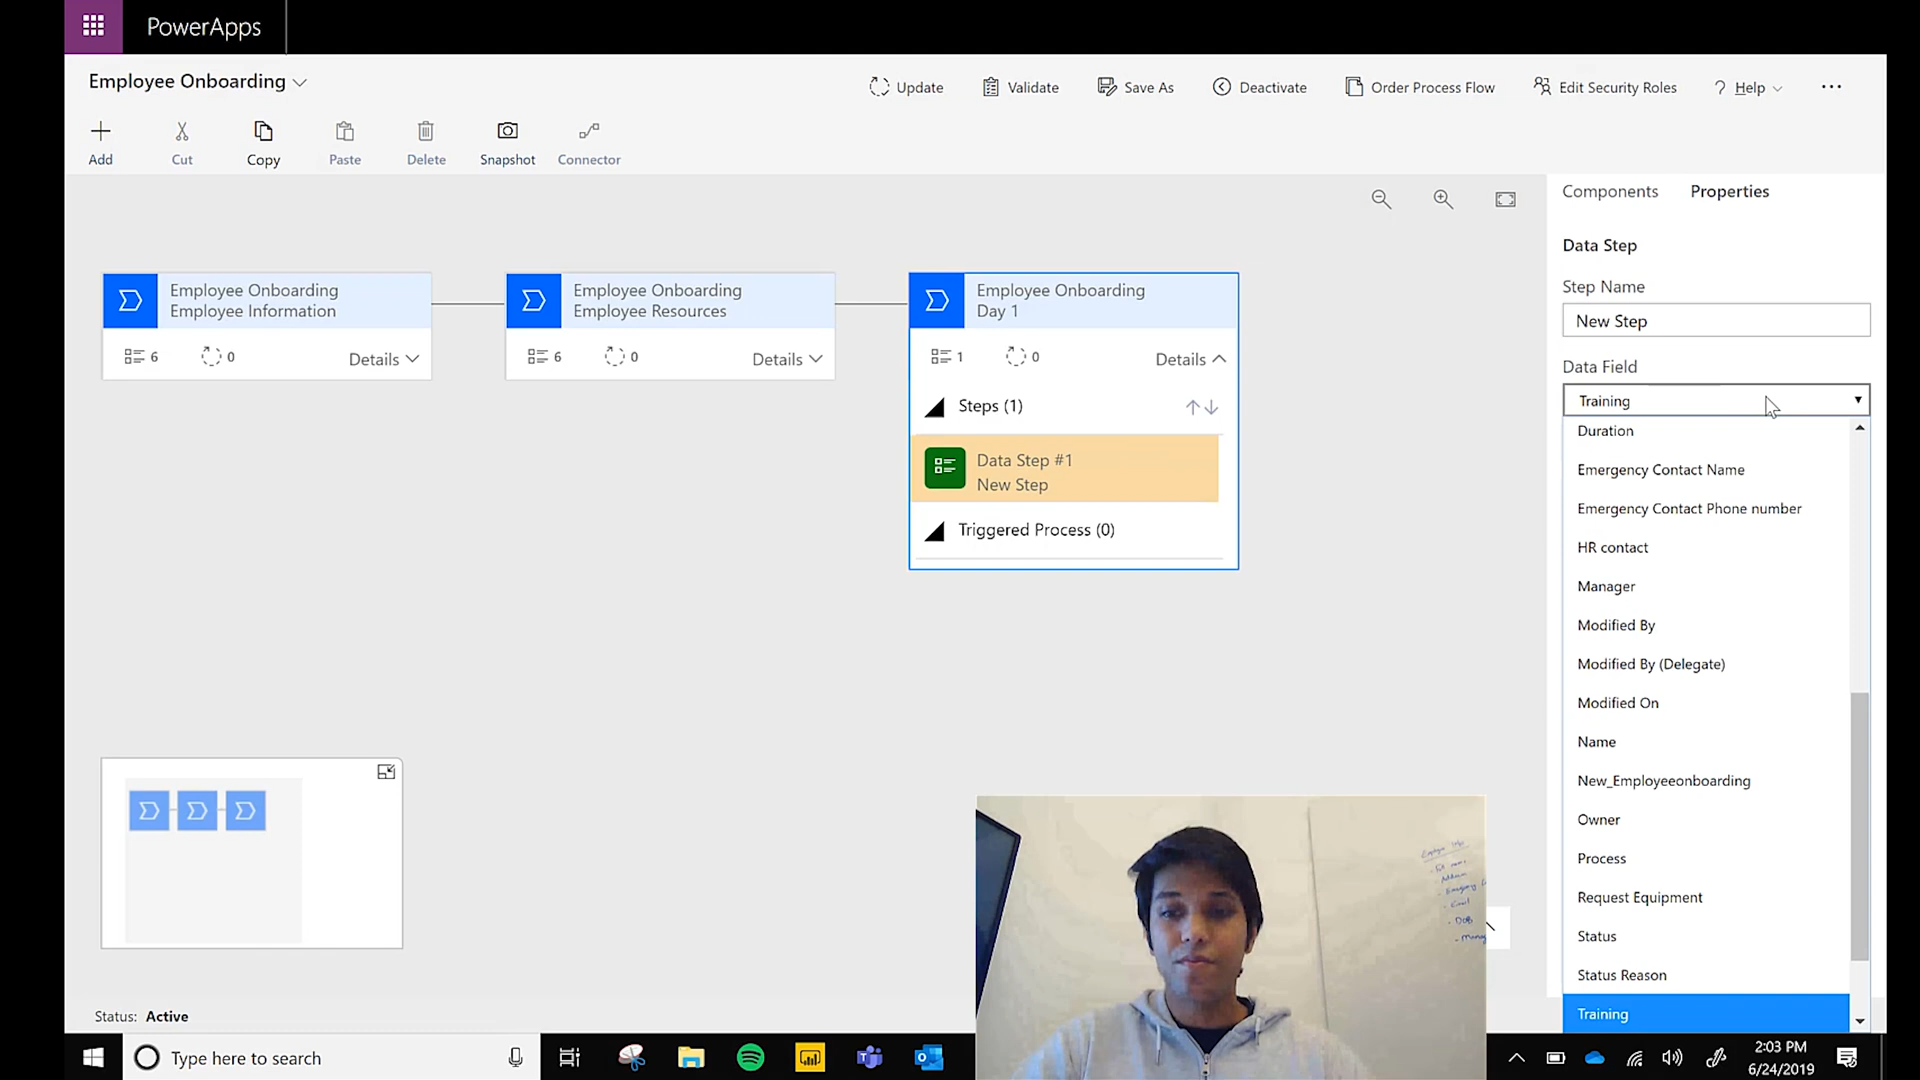 PowerApps
Employee Onboarding
Update
Validate
Save As
Deactivate
Order Process Flow
Edit Security Roles
? Help
...
Add
Cut
Copy
Paste
Delete
Snapshot
Connector
Components
Properties
Employee Onboarding
Employee Information
6
0
Details
Employee Onboarding
Employee Resources
6
0
Details
Employee Onboarding
Day 1
1
0
Details
Steps (1)
Data Step #1
New Step
Triggered Process (0)
Data Step
Step Name
New Step
Data Field
Training
Duration
Emergency Contact Name
Emergency Contact Phone number
HR contact
Manager
Modified By
Modified By (Delegate)
Modified On
Name
New_Employeeonboarding
Owner
Process
Request Equipment
Status
Status Reason
Training
DOB
Status: Active
Type here to search
2:03 PM
6/24/2019